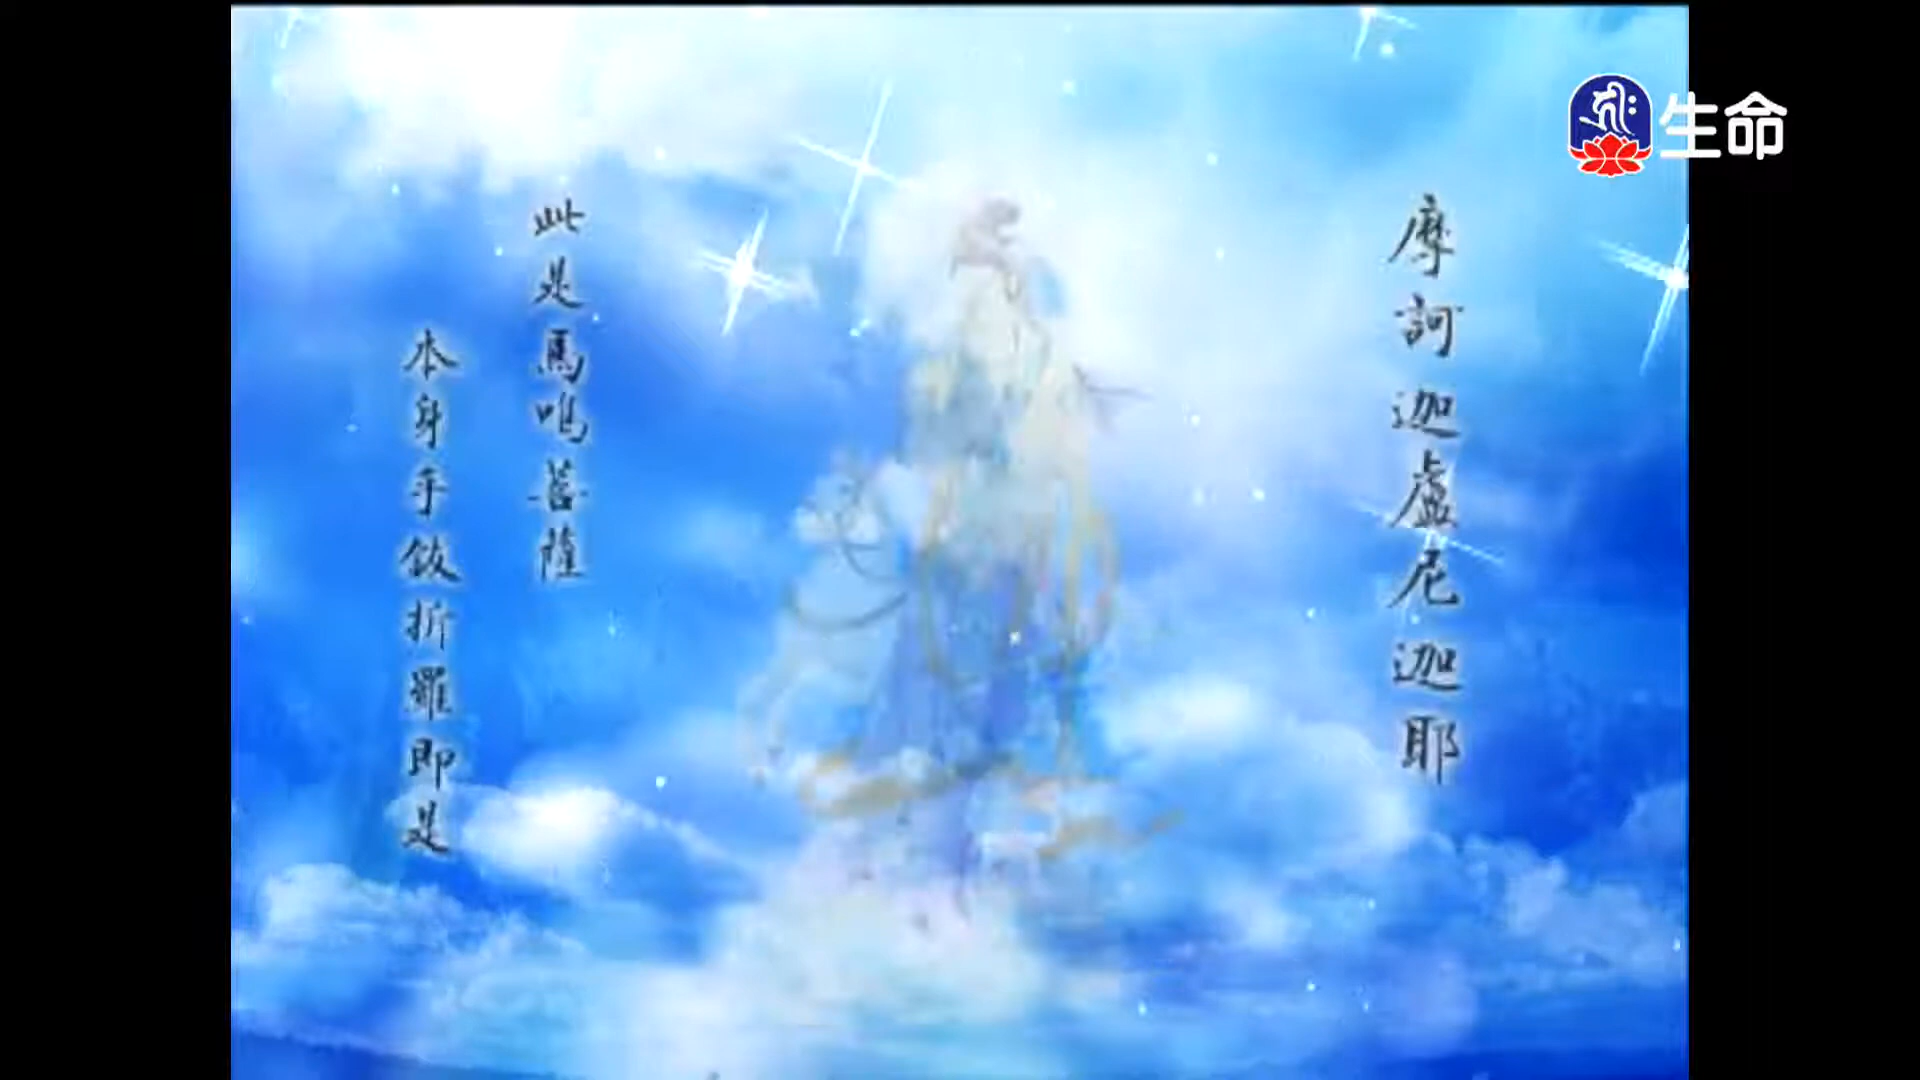 摩訶迦盧尼迦耶
此是馬鳴菩薩
本身手鈸折羅即是
生命